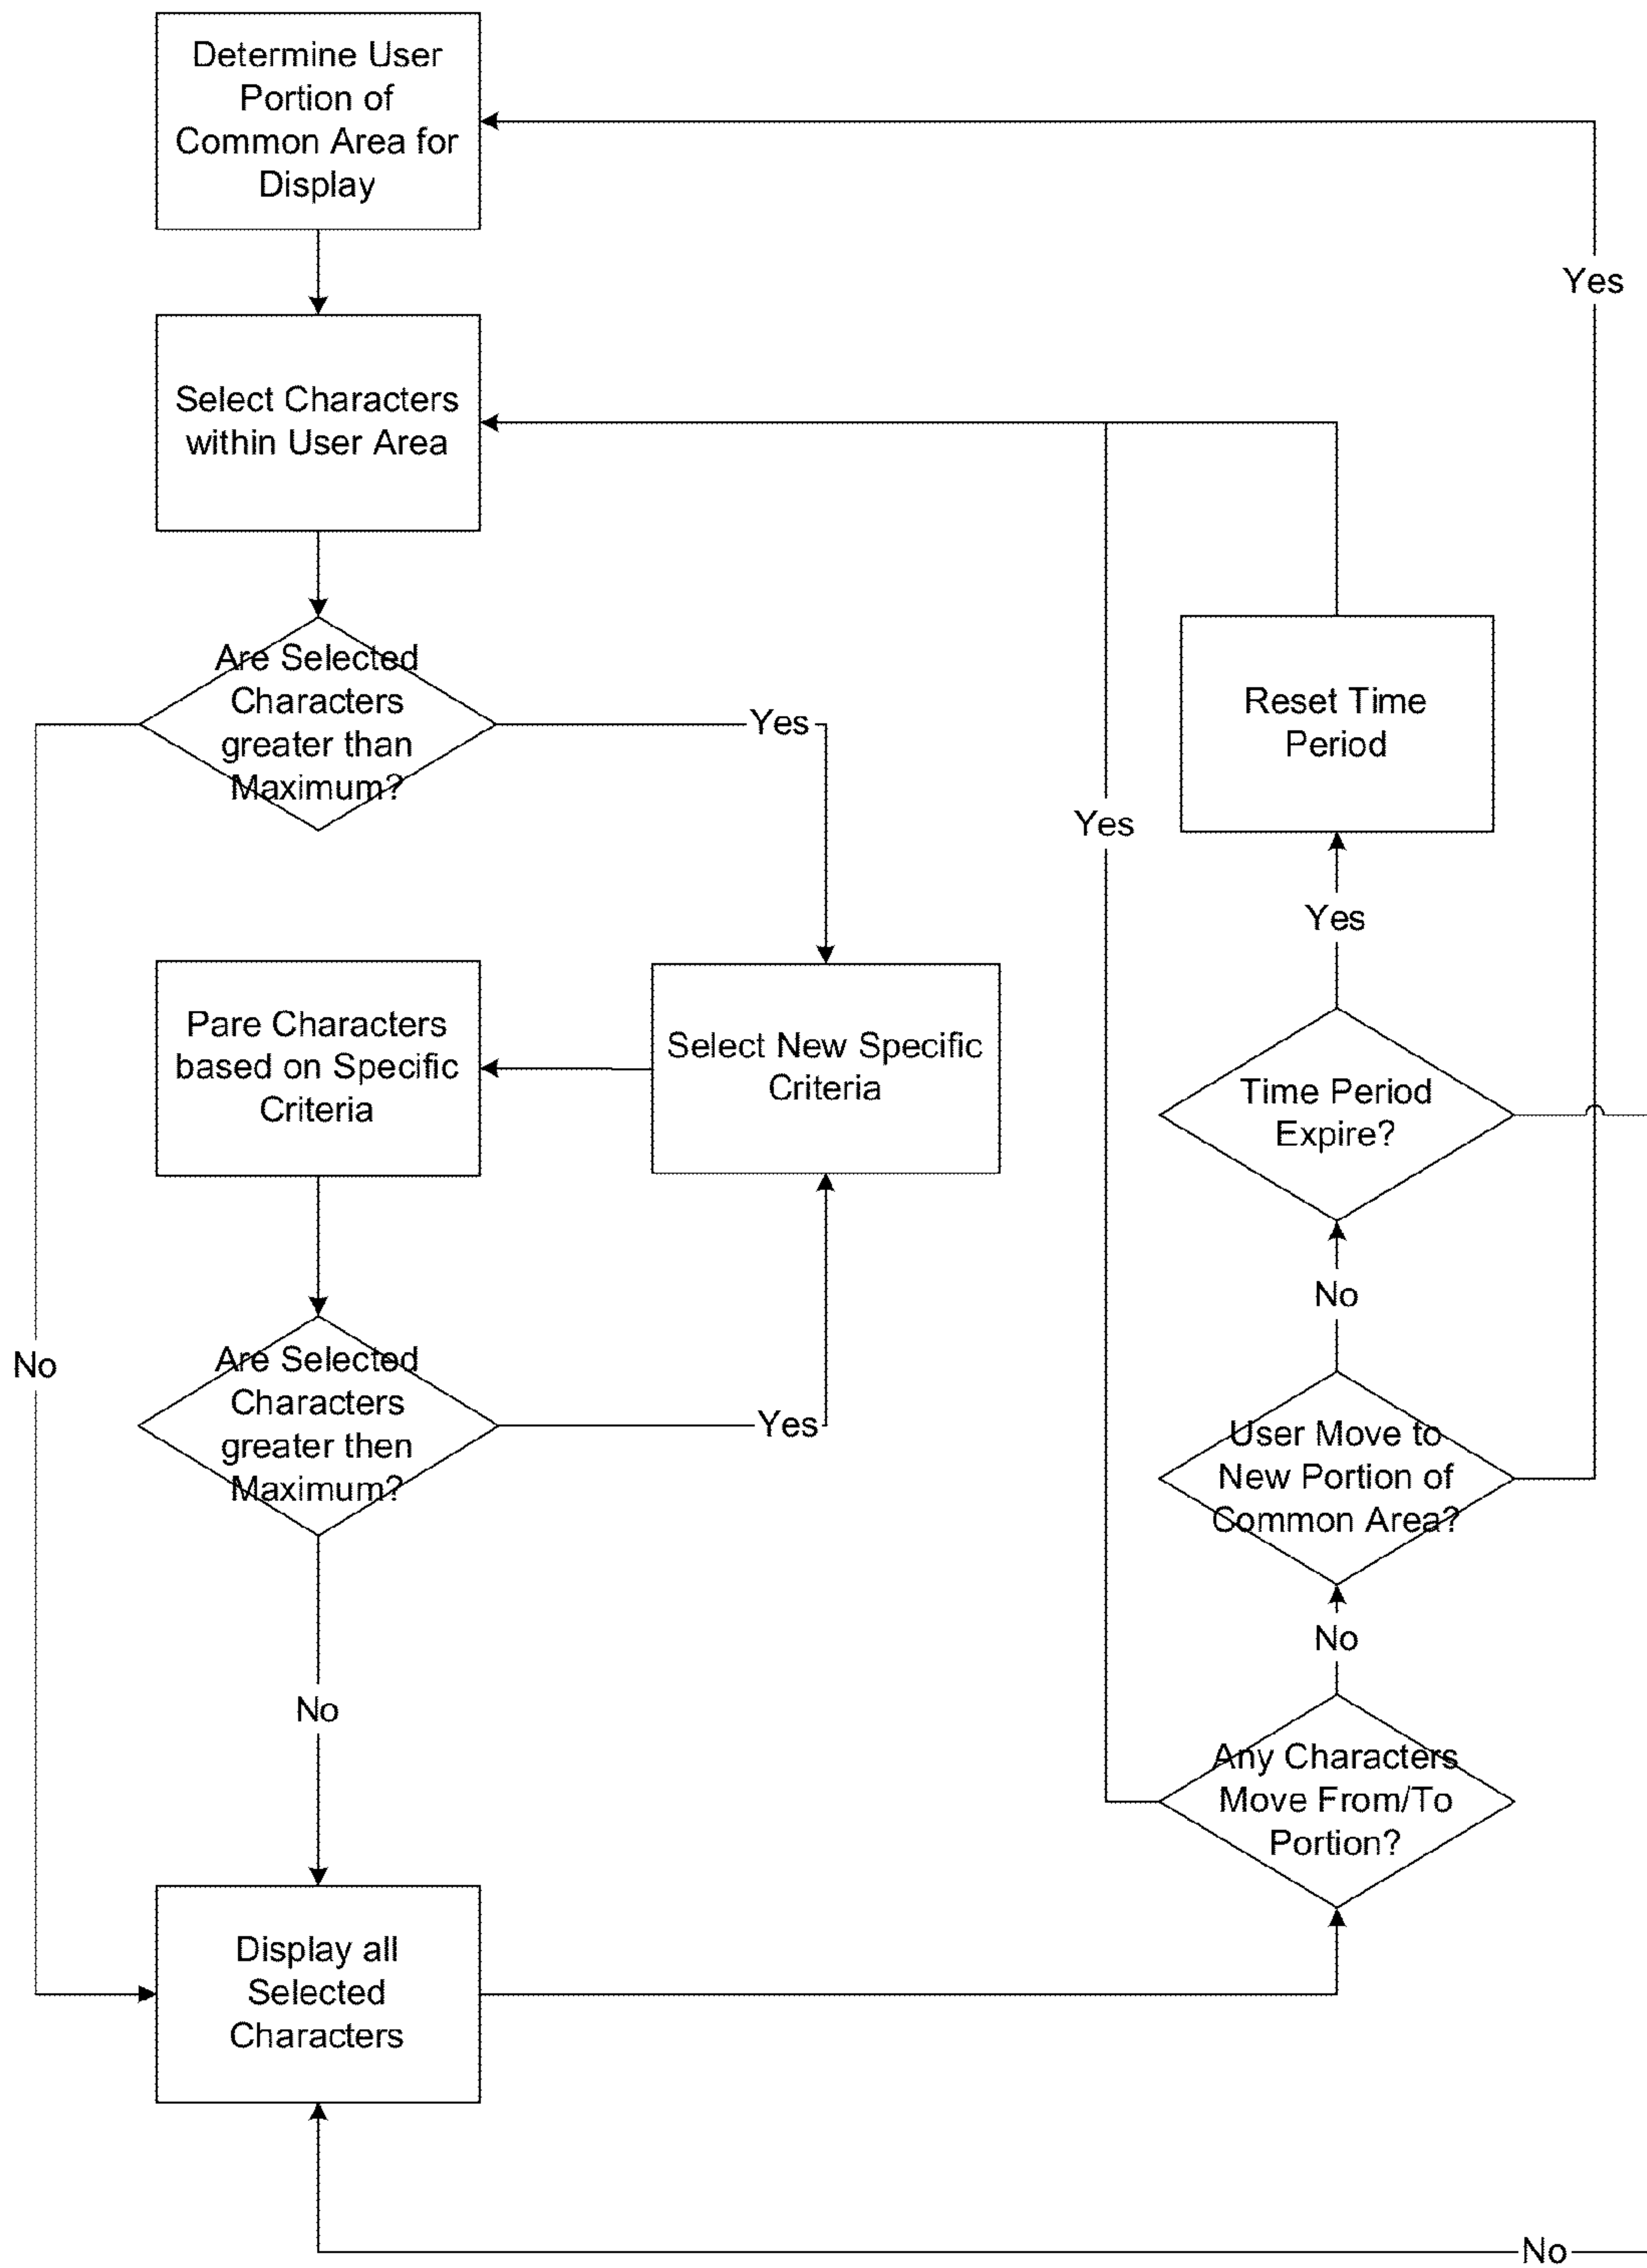 Determine User
Portion of
Common Area for
Display
Yes
Select Characters
within User Area
Are Selected
Characters
greater than
Maximum?
Yes
Reset Time
Period
Yes
Yes
Pare Characters
based on Specific
Criteria
Select New Specific
Criteria
Time Period
Expire?
No
No
Are Selected
Characters
greater then
Maximum?
Yes
User Move to
New Portion of
Common Area?
No
No
Any Characters
Move From/To
Portion?
Display all
Selected
Characters
No